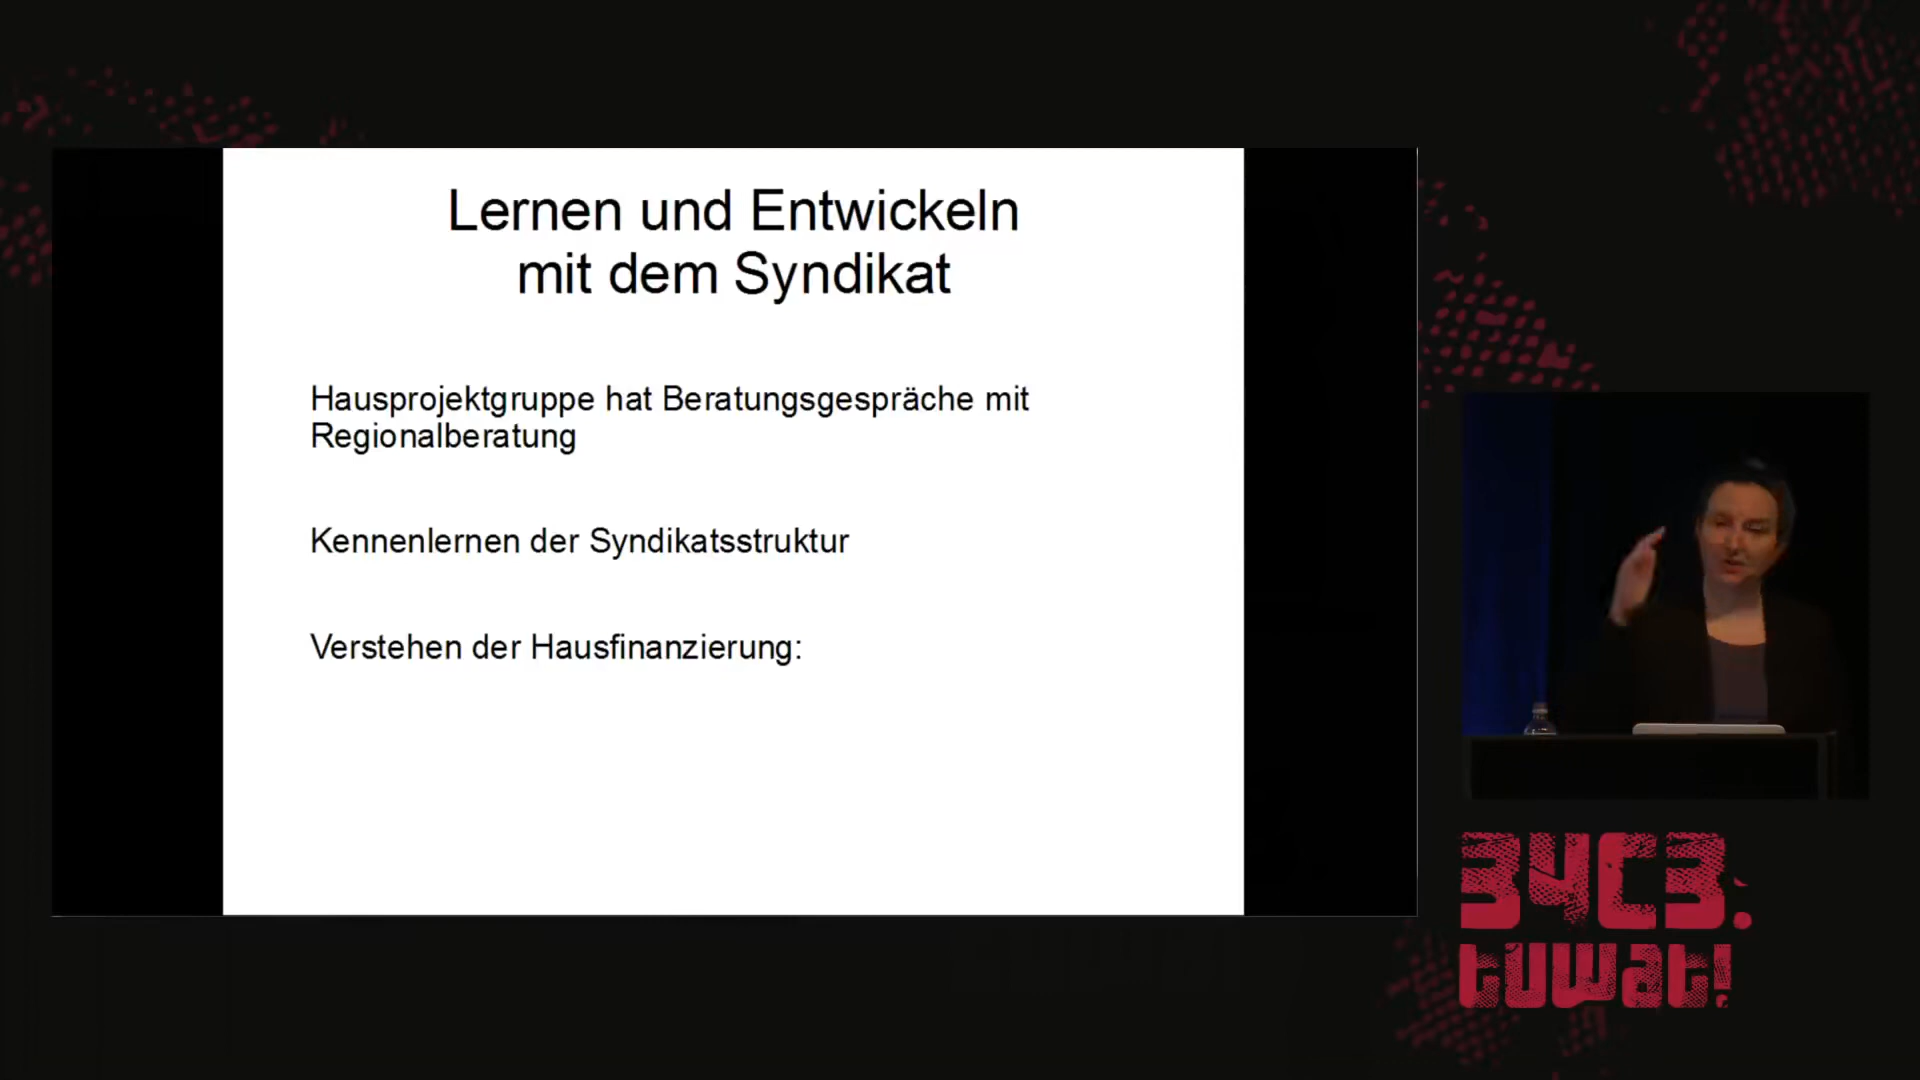 Lernen und Entwickeln
mit dem Syndikat
Hausprojektgruppe hat Beratungsgespräche mit
Regionalberatung
Kennenlernen der Syndikatsstruktur
Verstehen der Hausfinanzierung:
34C3.
tuwat!